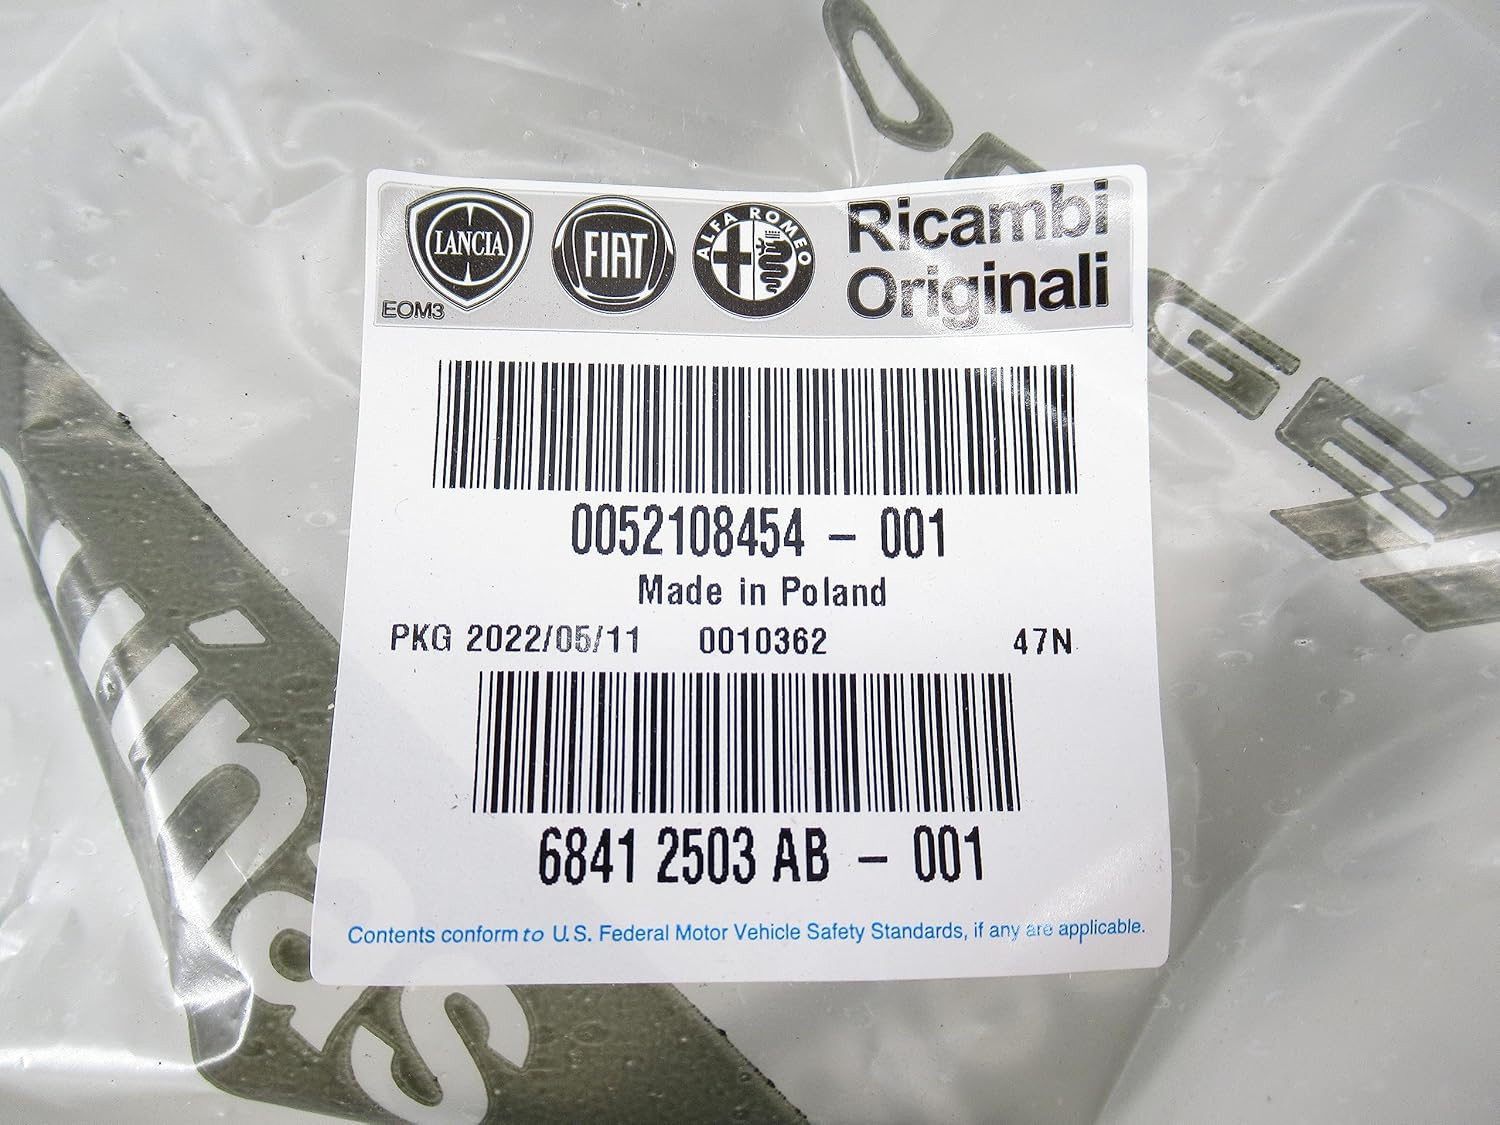 LANCIA
FIAT
ALFA ROMEO
Ricambi
Originali
EOM3
0052108454 - 001
Made in Poland
PKG 2022/05/11 0010362 47N
6841 2503 AB - 001
Contents conform to U.S. Federal Motor Vehicle Safety Standards, if any are applicable.